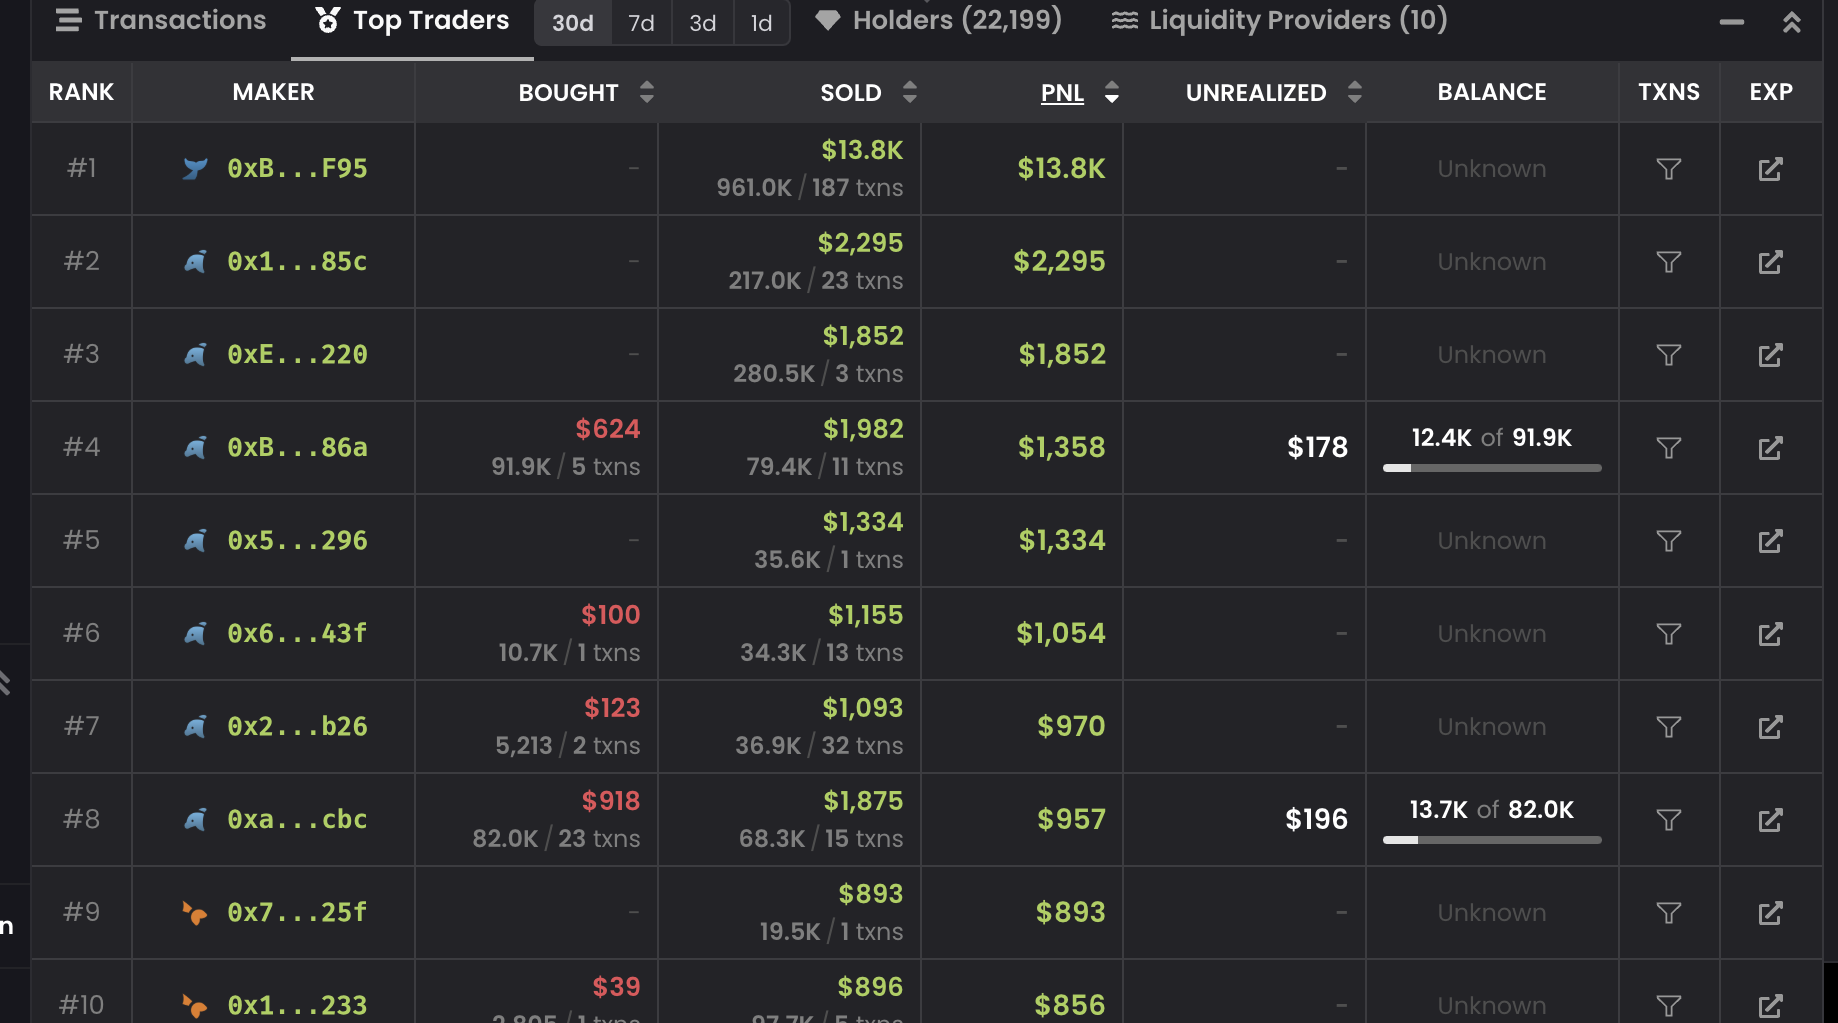 Transactions Top Traders 30d 7d 3d 1d Holders (22,199) Liquidity Providers (10)
RANK MAKER BOUGHT SOLD PNL UNREALIZED BALANCE TXNS EXP
#1 0xB...F95 - $13.8K $13.8K - Unknown
961.0K / 187 txns
#2 0x1...85c - $2,295 $2,295 - Unknown
217.0K / 23 txns
#3 0xE...220 - $1,852 $1,852 - Unknown
280.5K / 3 txns
#4 0xB...86a $624 $1,982 $1,358 $178 12.4K of 91.9K
91.9K / 5 txns 79.4K / 11 txns
#5 0x5...296 - $1,334 $1,334 - Unknown
35.6K / 1 txns
#6 0x6...43f $100 $1,155 $1,054 - Unknown
10.7K / 1 txns 34.3K / 13 txns
#7 0x2...b26 $123 $1,093 $970 - Unknown
5,213 / 2 txns 36.9K / 32 txns
#8 0xa...cbc $918 $1,875 $957 $196 13.7K of 82.0K
82.0K / 23 txns 68.3K / 15 txns
#9 0x7...25f - $893 $893 - Unknown
19.5K / 1 txns
n
#10 0x1...233 $39 $896 $856 - Unknown